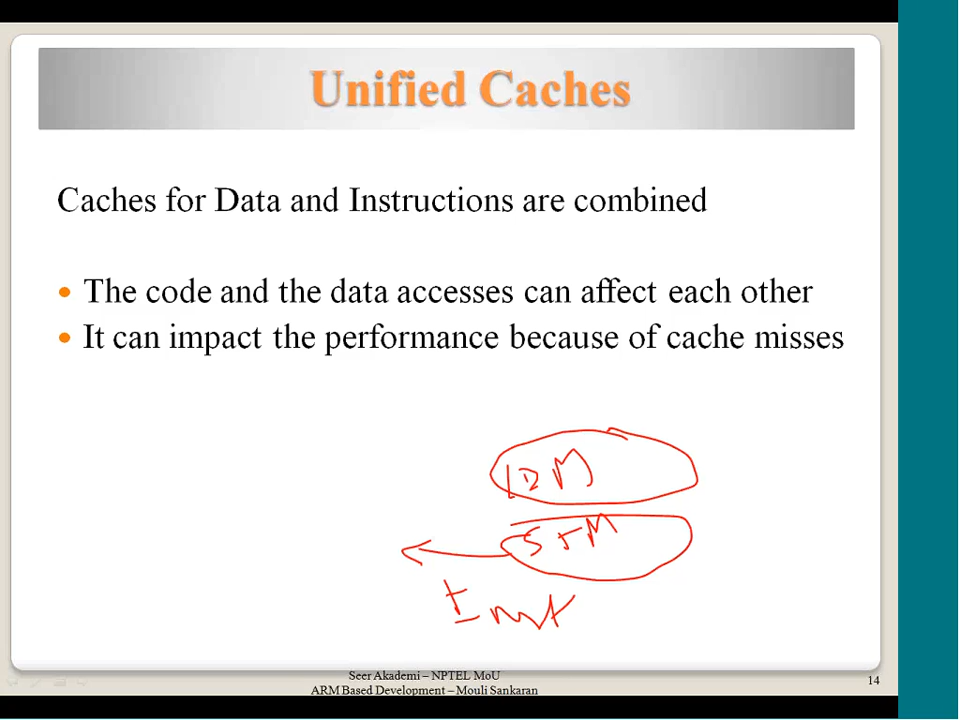 Unified Caches
Caches for Data and Instructions are combined
• The code and the data accesses can affect each other
• It can impact the performance because of cache misses
Seer Akademi – NPTEL MoU
ARM Based Development – Mouli Sankaran
14